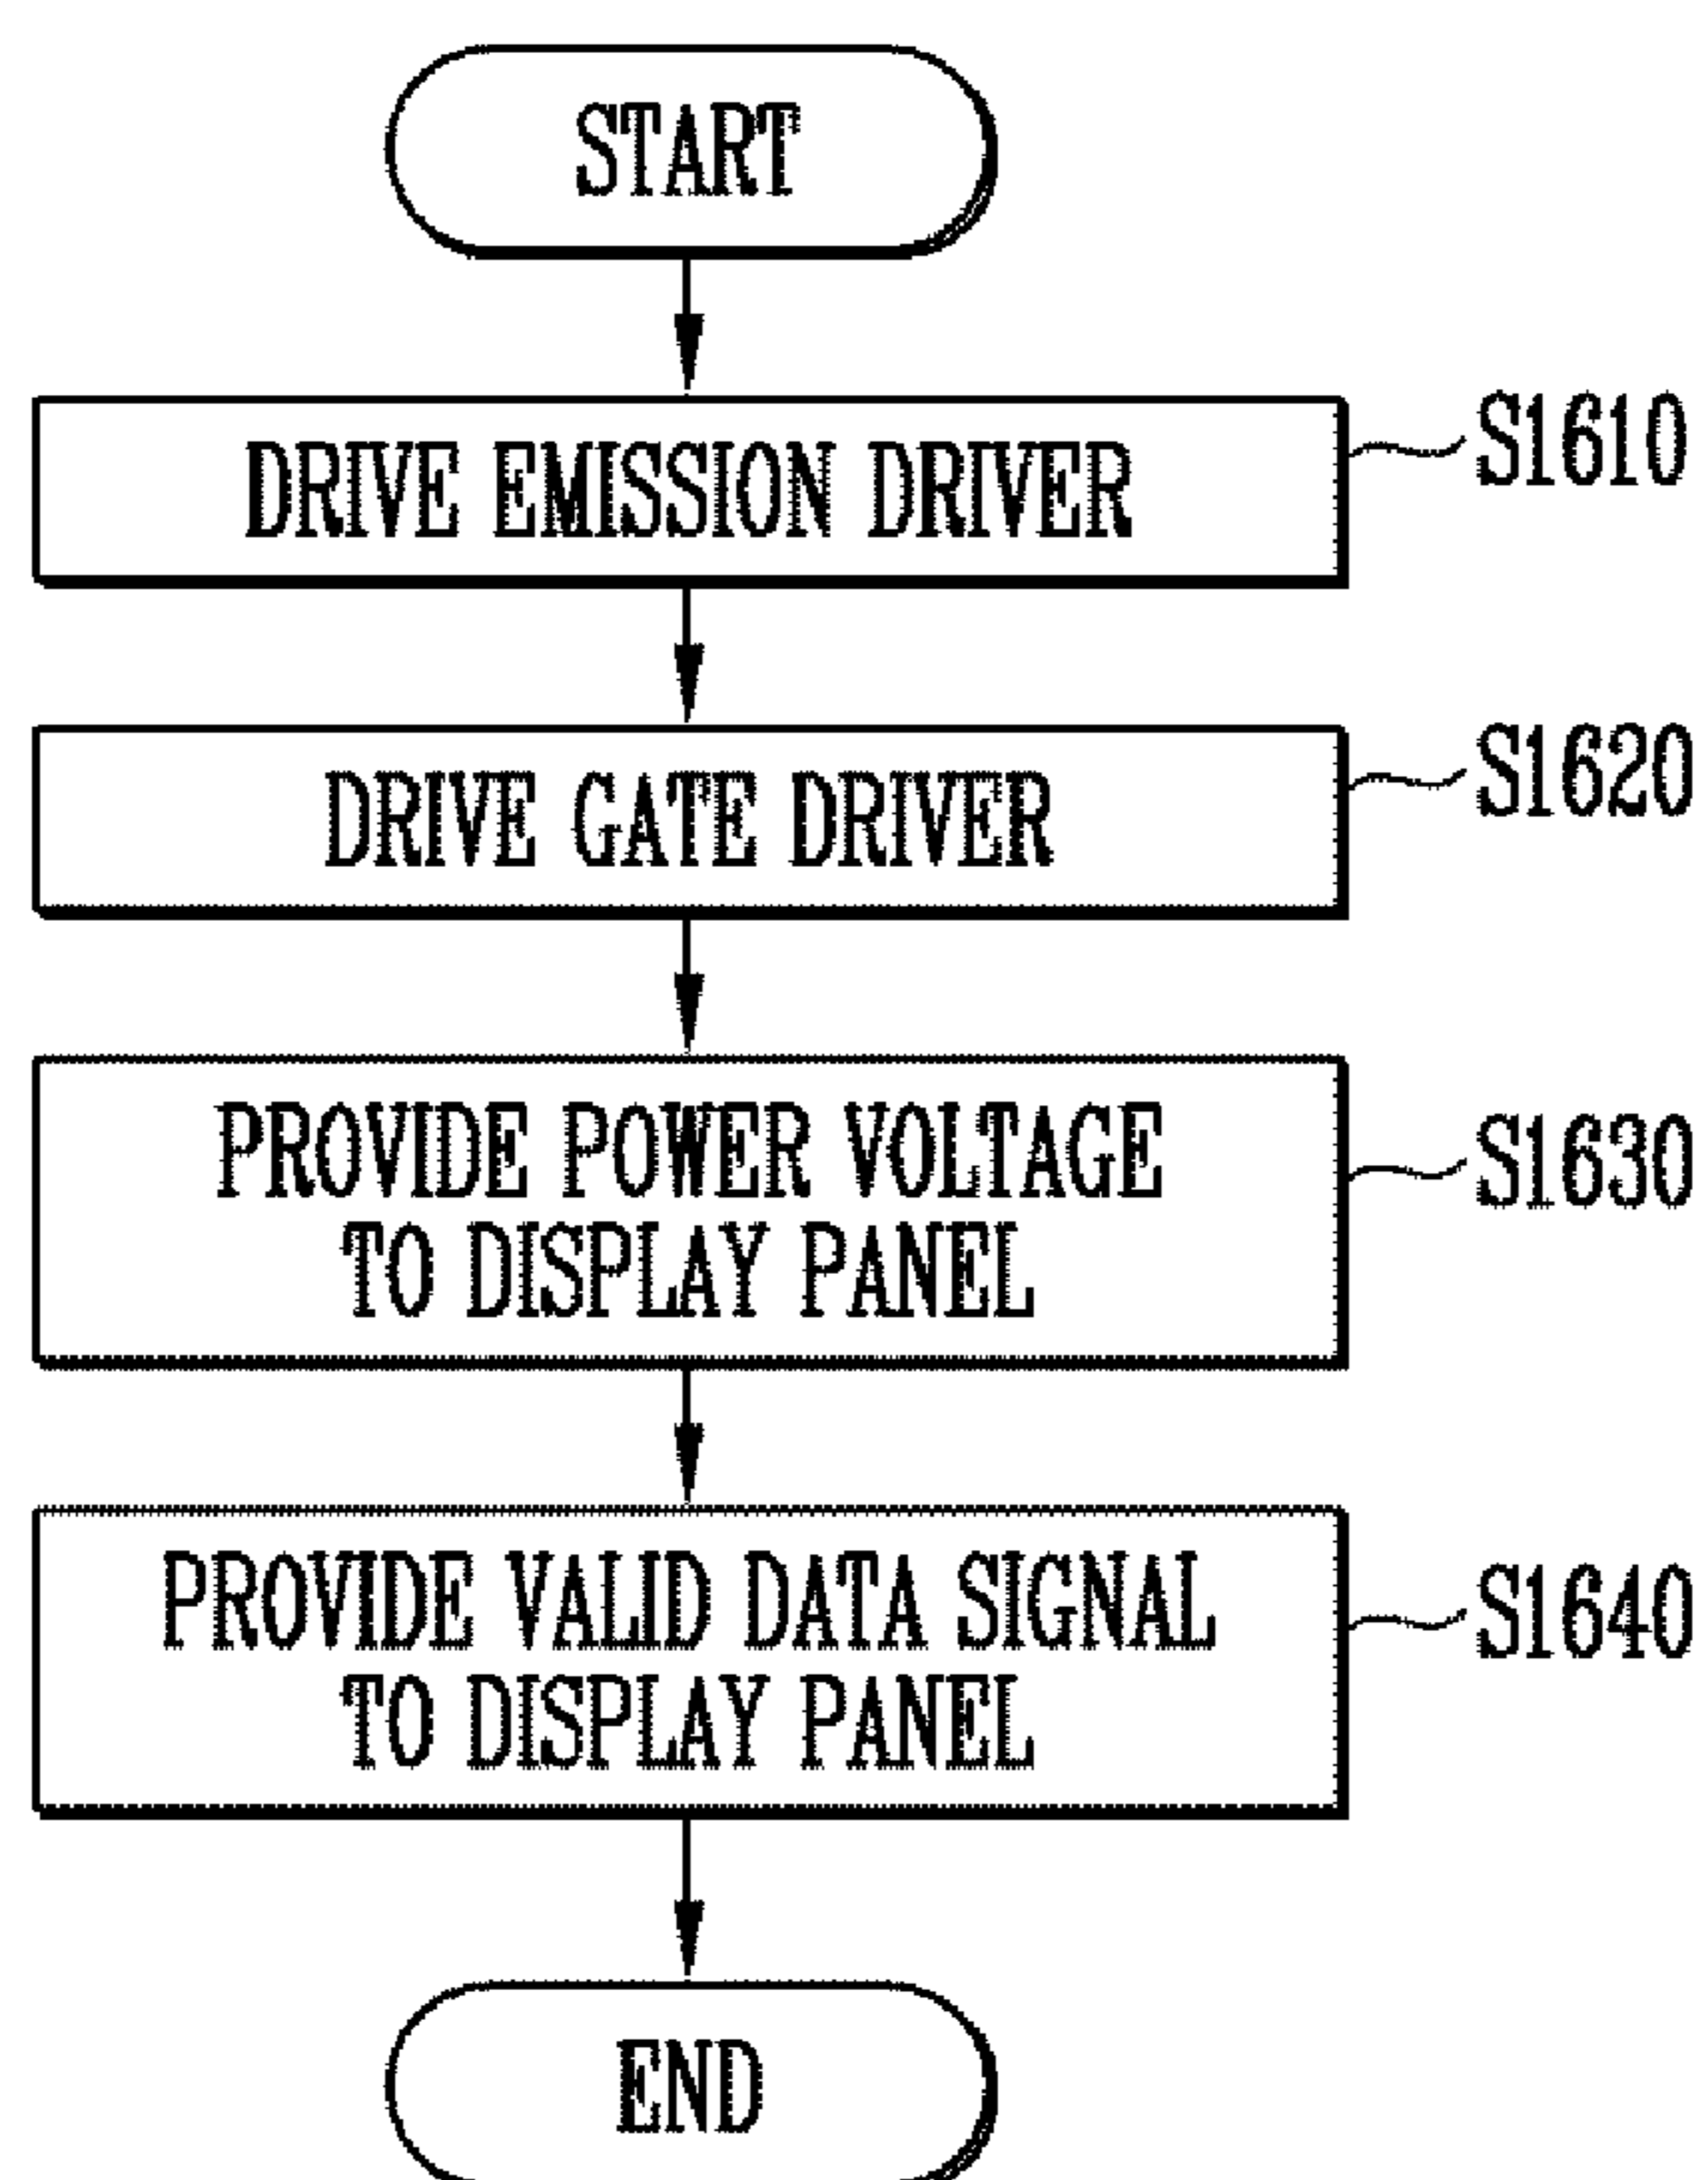 START
DRIVE EMISSION DRIVER
S1610
DRIVE GATE DRIVER
S1620
PROVIDE POWER VOLTAGE
TO DISPLAY PANEL
S1630
PROVIDE VALID DATA SIGNAL
TO DISPLAY PANEL
S1640
END